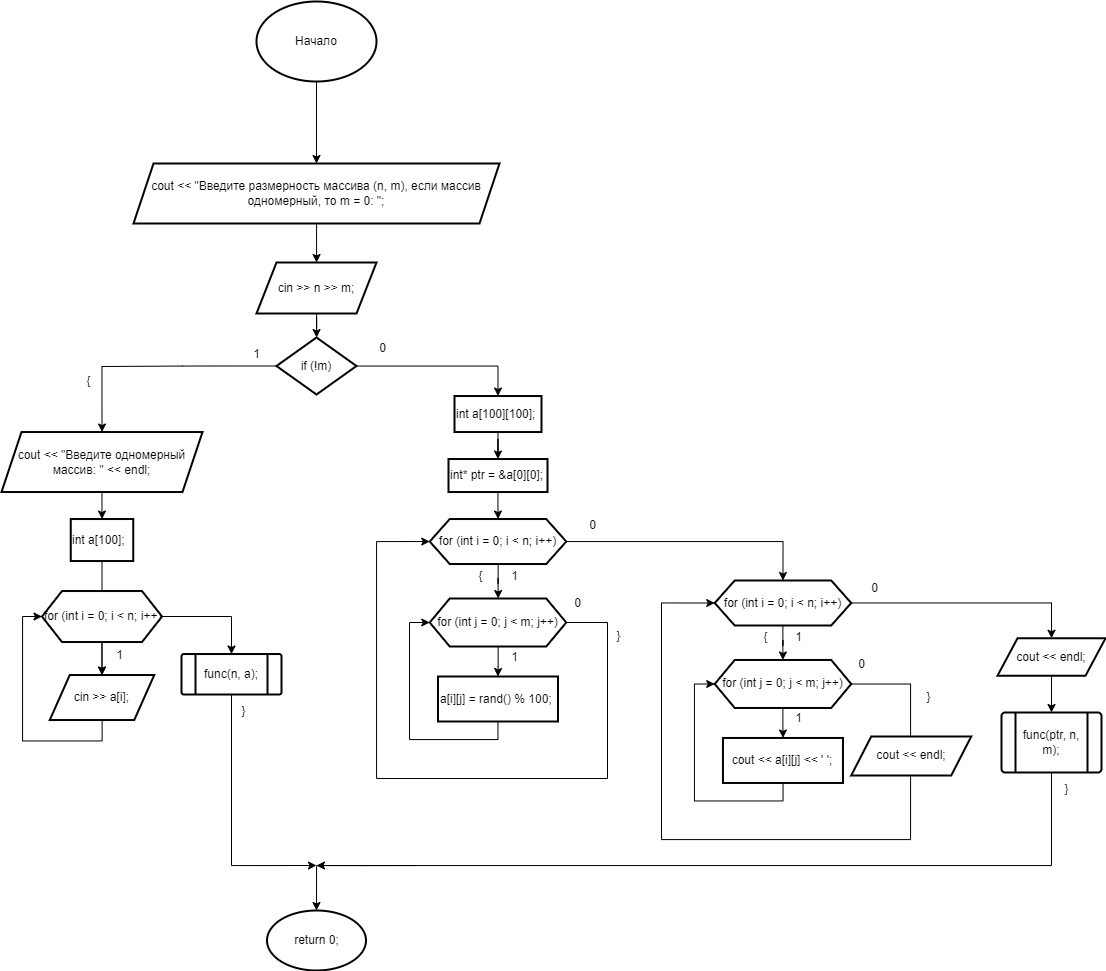 Начало
cout << "Введите размерность массива (n, m), если массив
одномерный, то m = 0: ";
cin >> n >> m;
if (!m)
1
0
{
cout << "Введите одномерный
массив: " << endl;
int a[100];
for (int i = 0; i < n; i++
1
cin >> a[i];
func(n, a);
}
int a[100][100];
int* ptr = &a[0][0];
for (int i = 0; i < n; i++)
0
{
1
for (int j = 0; j < m; j++)
0
}
1
a[i][j] = rand() % 100;
for (int i = 0; i < n; i++)
0
{
1
for (int j = 0; j < m; j++)
0
}
1
cout << a[i][j] << ' ';
cout << endl;
cout << endl;
func(ptr, n,
m);
}
return 0;